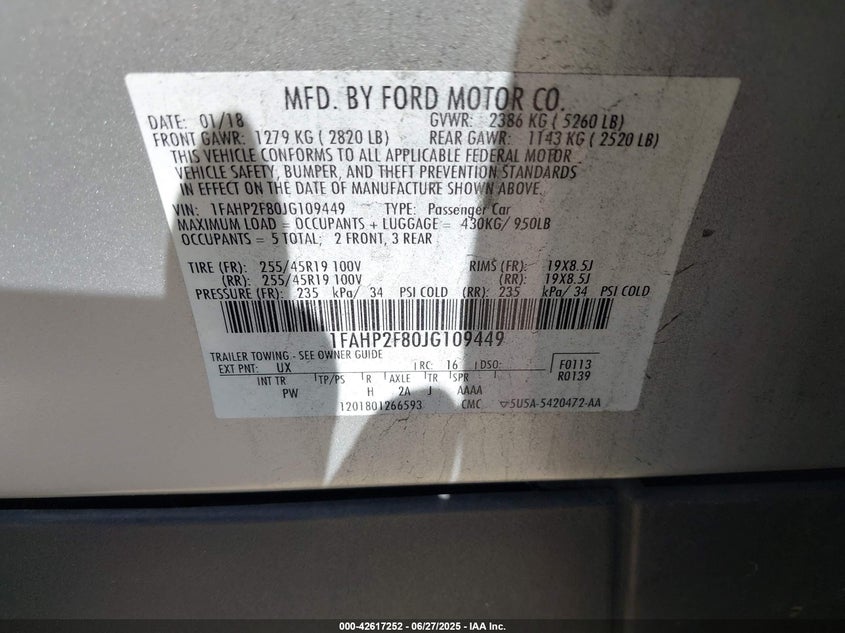 MFD. BY FORD MOTOR CO.
DATE: 01/18 GVWR: 2386 KG ( 5260 LB)
FRONT GAWR: 1279 KG ( 2820 LB) REAR GAWR: 1143 KG ( 2520 LB)
THIS VEHICLE CONFORMS TO ALL APPLICABLE FEDERAL MOTOR
VEHICLE SAFETY, BUMPER, AND THEFT PREVENTION STANDARDS
IN EFFECT ON THE DATE OF MANUFACTURE SHOWN ABOVE.
VIN: 1FAHP2F80JG109449 TYPE: Passenger Car
MAXIMUM LOAD = OCCUPANTS + LUGGAGE = 430KG/ 950LB
OCCUPANTS = 5 TOTAL; 2 FRONT, 3 REAR
TIRE (FR): 255/45R19 100V RIMS (FR): 19X8.5J
(RR): 255/45R19 100V (RR): 19X8.5J
PRESSURE (FR): 235 kPa/ 34 PSI COLD (RR): 235 kPa/ 34 PSI COLD
1FAHP2F80JG109449
TRAILER TOWING - SEE OWNER GUIDE
EXT PNT: UX RC: 16 DSO: F0113
INT TR TP/PS R AXLE TR SPR R0139
PW H 2A J AAAA
1201801266593 CMC 5U5A-5420472-AA
000-42617252 - 06/27/2025 - IAA Inc.